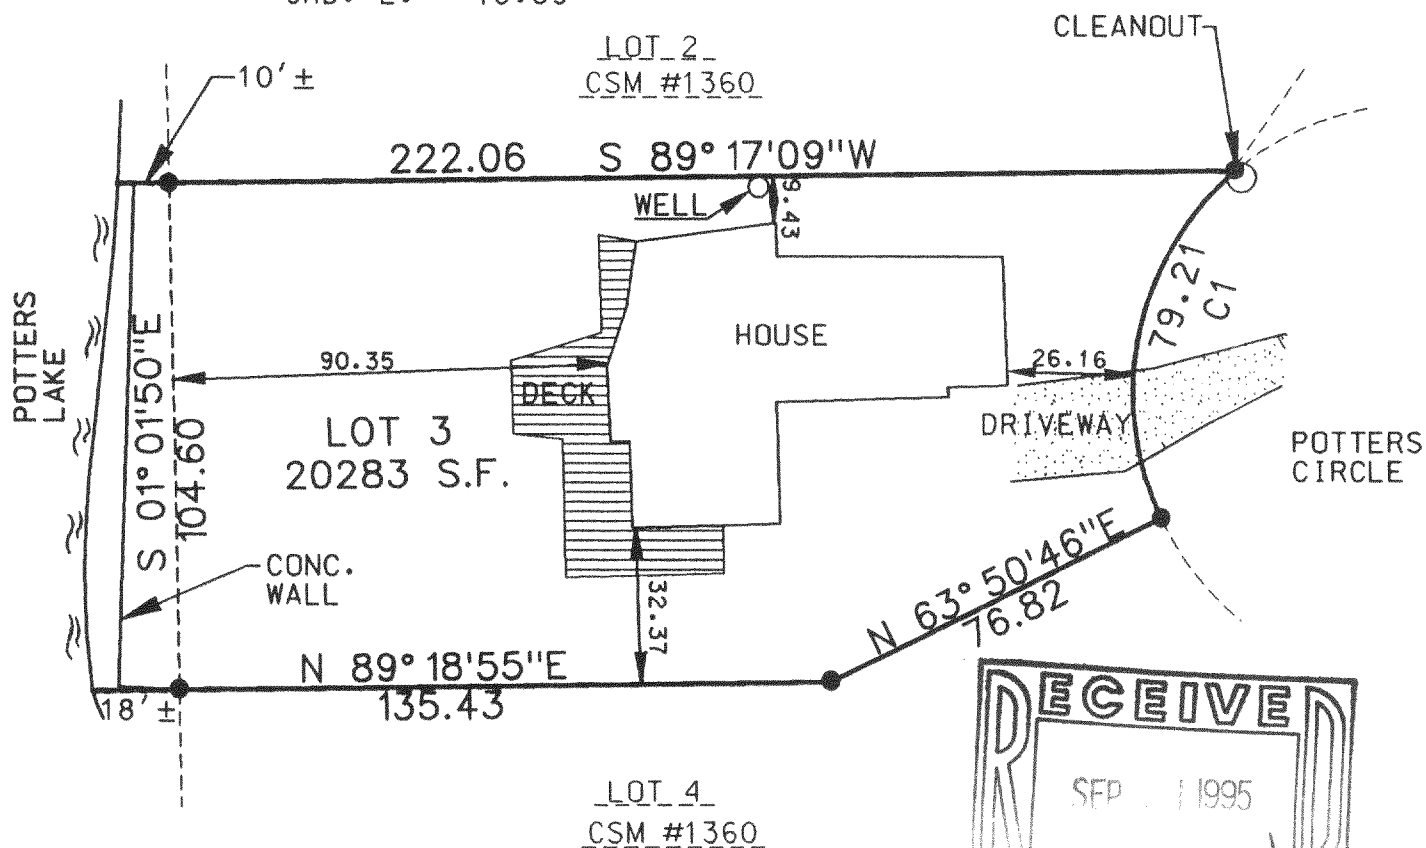 LOT 2
CSM #1360
CLEANOUT
10'±
222.06 S 89°17'09"W
WELL
9.43
79.21
C1
HOUSE
POTTERS
LAKE
S 01°01'50"E
104.60
90.35
26.16
DECK
DRIVEWAY
LOT 3
20283 S.F.
POTTERS
CIRCLE
CONC.
WALL
32.37
N 63°50'46"E
76.82
N 89°18'55"E
135.43
18'±
RECEIVED
SEP 1995
LOT 4
CSM #1360